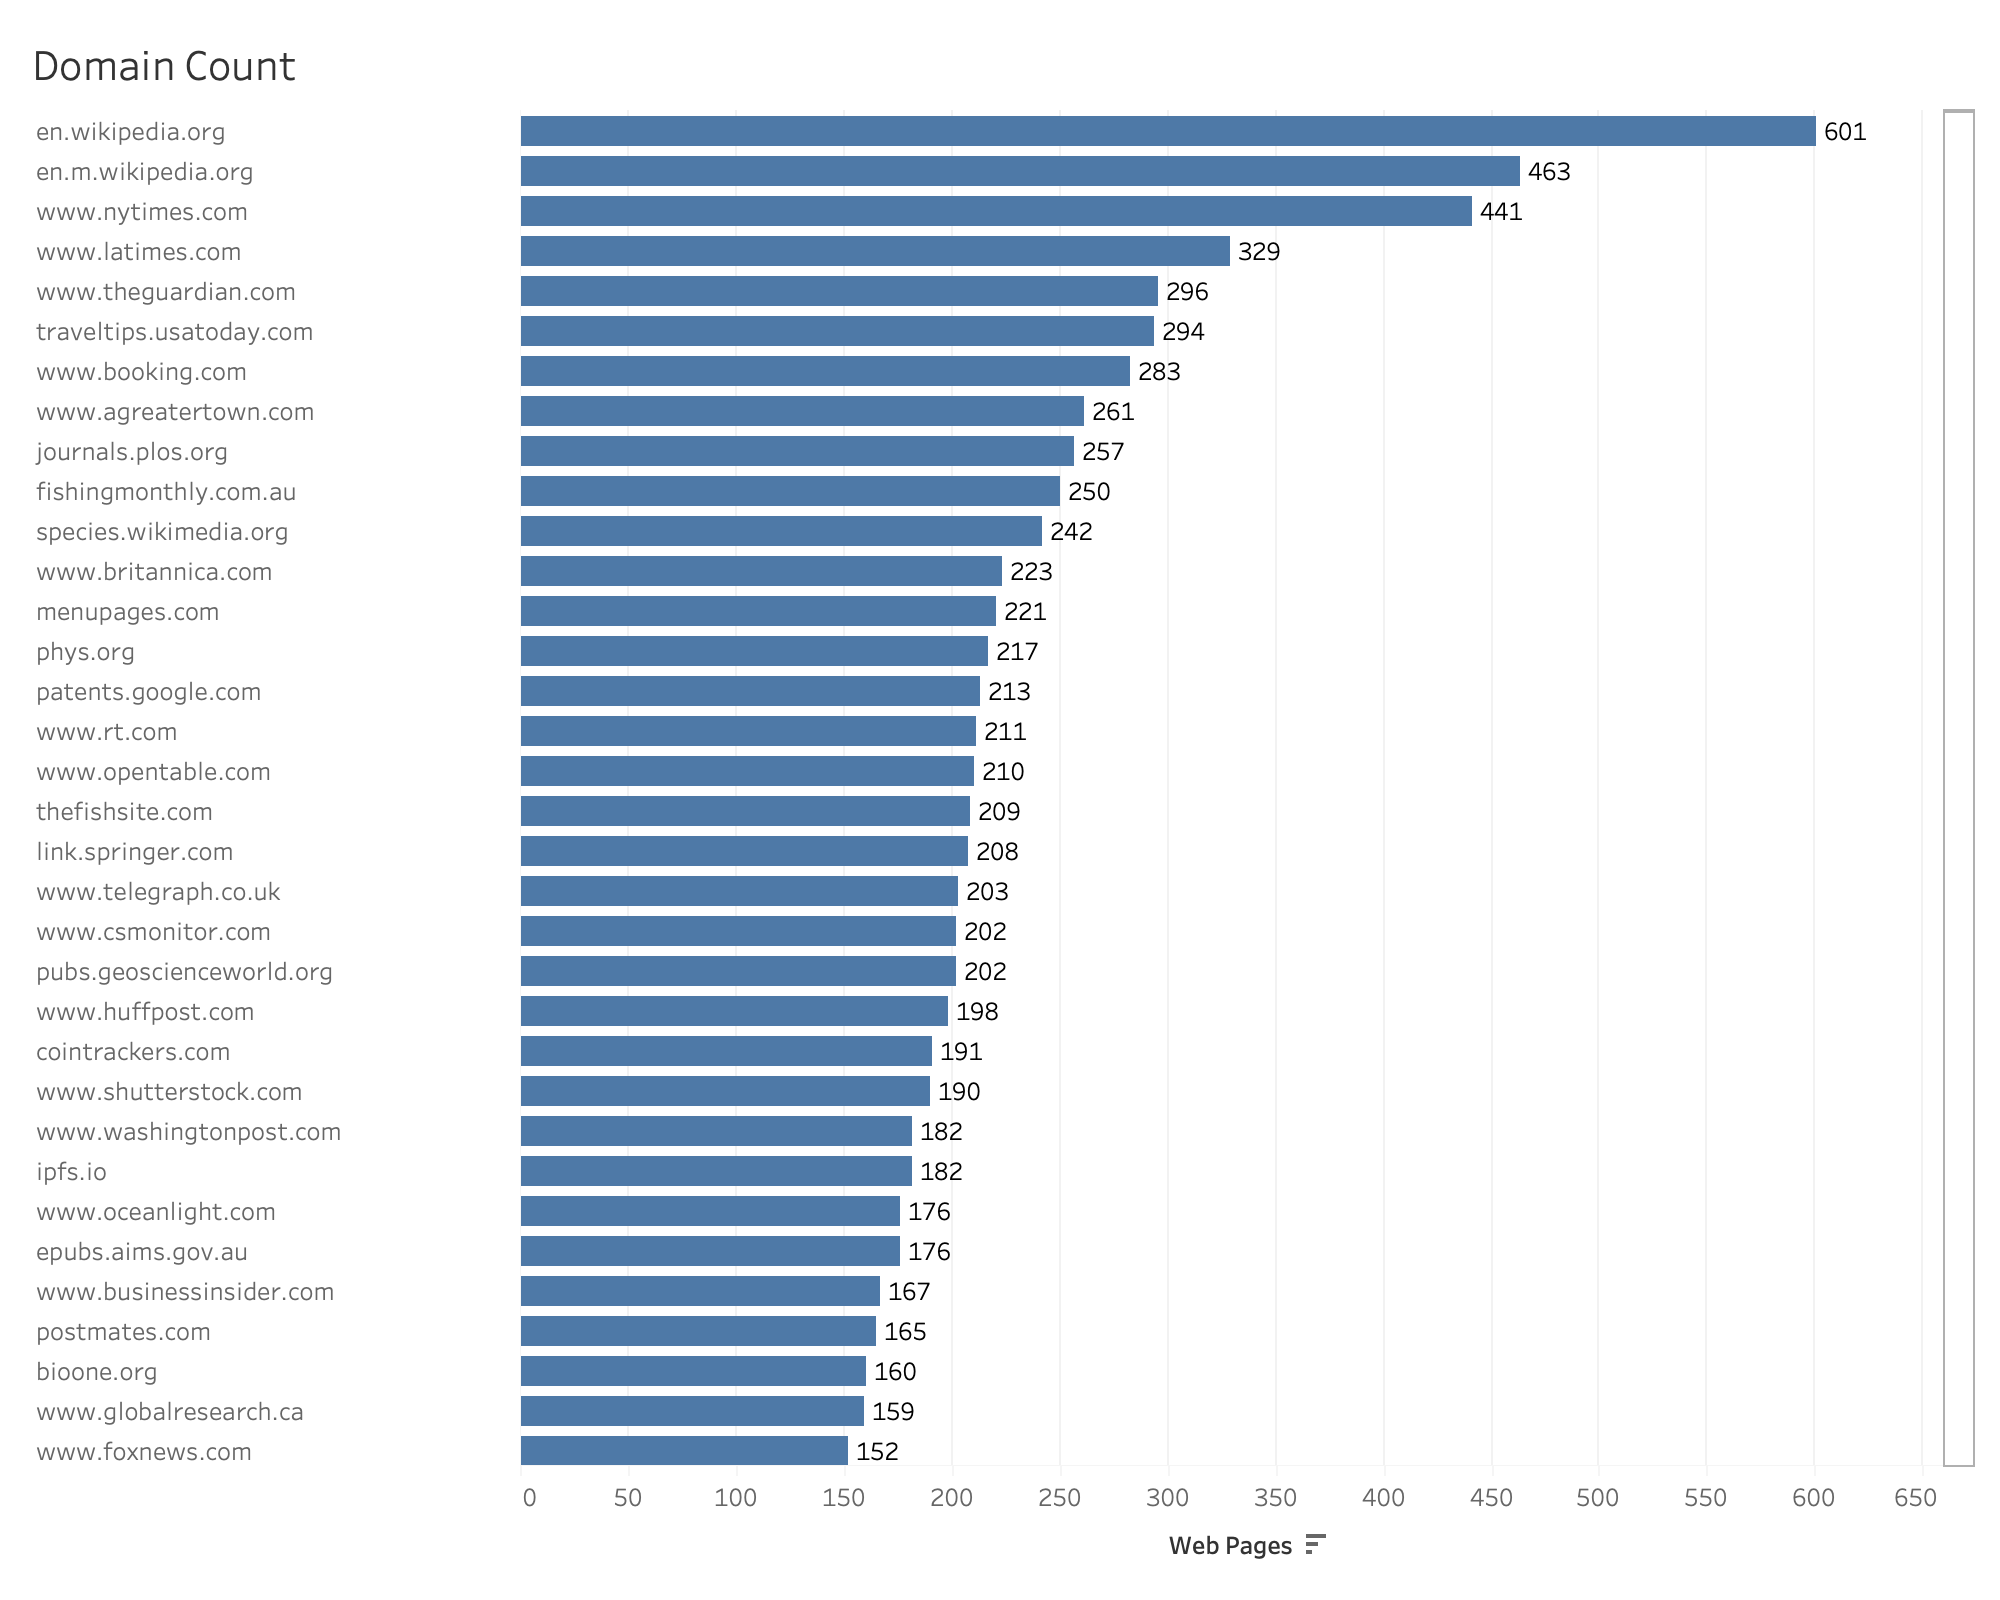 Domain Count
en.wikipedia.org 601
en.m.wikipedia.org 463
www.nytimes.com 441
www.latimes.com 329
www.theguardian.com 296
traveltips.usatoday.com 294
www.booking.com 283
www.agreatertown.com 261
journals.plos.org 257
fishingmonthly.com.au 250
species.wikimedia.org 242
www.britannica.com 223
menupages.com 221
phys.org 217
patents.google.com 213
www.rt.com 211
www.opentable.com 210
thefishsite.com 209
link.springer.com 208
www.telegraph.co.uk 203
www.csmonitor.com 202
pubs.geoscienceworld.org 202
www.huffpost.com 198
cointrackers.com 191
www.shutterstock.com 190
www.washingtonpost.com 182
ipfs.io 182
www.oceanlight.com 176
epubs.aims.gov.au 176
www.businessinsider.com 167
postmates.com 165
bioone.org 160
www.globalresearch.ca 159
www.foxnews.com 152
0 50 100 150 200 250 300 350 400 450 500 550 600 650
Web Pages